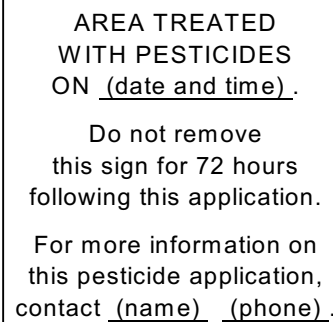 AREA TREATED
WITH PESTICIDES
ON (date and time) .
Do not remove
this sign for 72 hours
following this application.
For more information on
this pesticide application,
contact (name) (phone) .